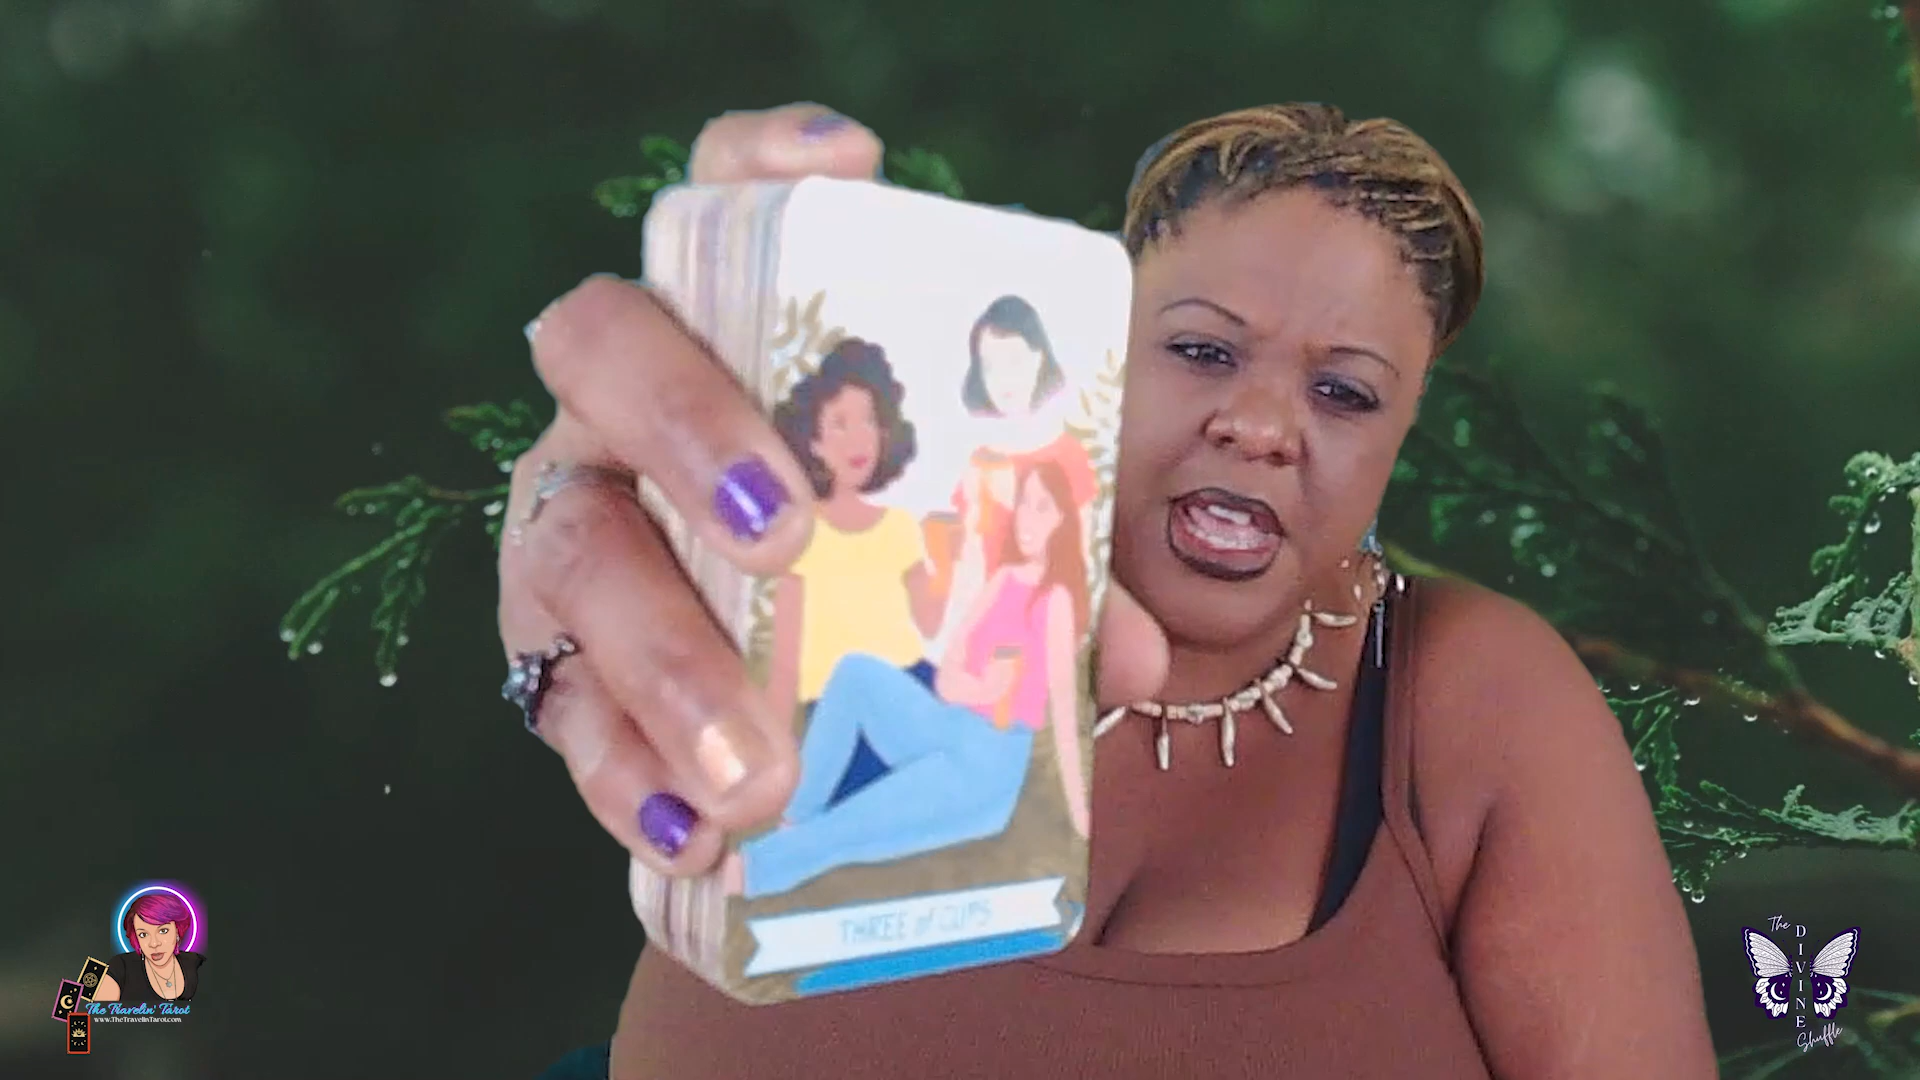 THREE of CUPS
The Travelin' Tarot
www.TheTravelinTarot.com
The
DIVINE
Shuffle